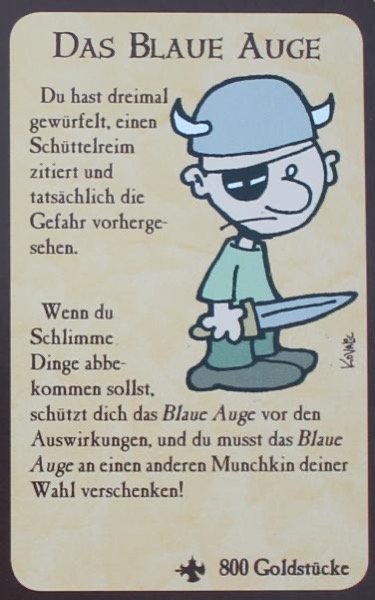 Das Blaue Auge
Du hast dreimal
gewürfelt, einen
Schüttelreim
zitiert und
tatsächlich die
Gefahr vorherge-
sehen.
Wenn du
Schlimme
Dinge abbe-
kommen sollst,
schützt dich das Blaue Auge vor den
Auswirkungen, und du musst das Blaue
Auge an einen anderen Munchkin deiner
Wahl verschenken!
Kovalic
800 Goldstücke